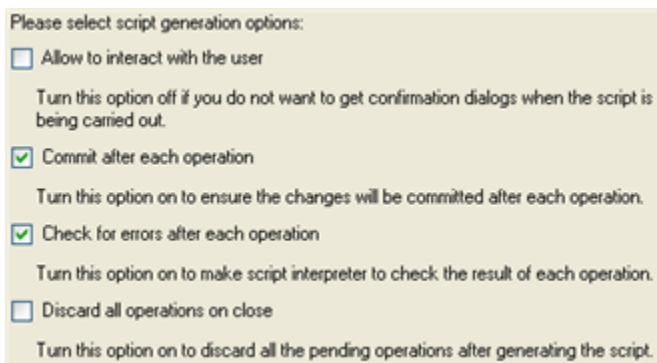 Please select script generation options:
Allow to interact with the user
Turn this option off if you do not want to get confirmation dialogs when the script is
being carried out.
Commit after each operation
Turn this option on to ensure the changes will be committed after each operation.
Check for errors after each operation
Turn this option on to make script interpreter to check the result of each operation.
Discard all operations on close
Turn this option on to discard all the pending operations after generating the script.